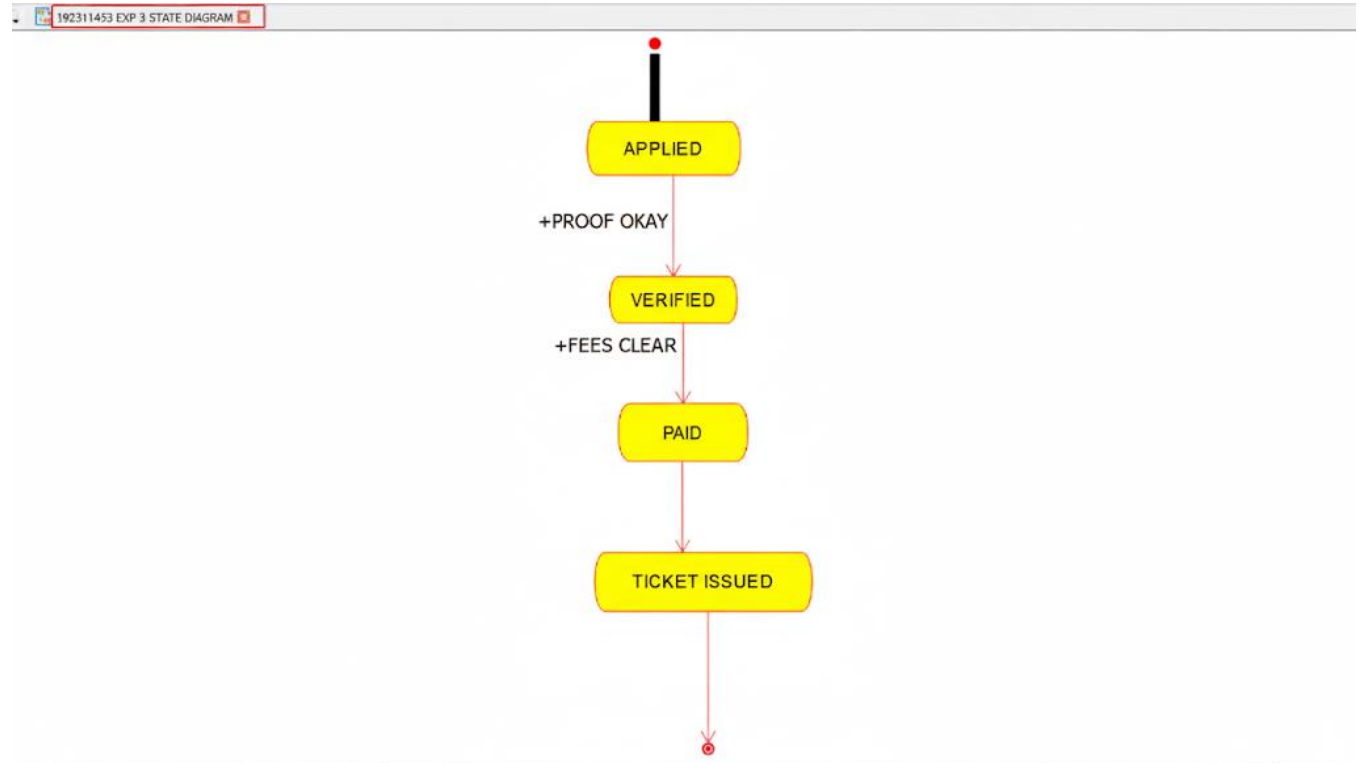 192311453 EXP 3 STATE DIAGRAM
APPLIED
+PROOF OKAY
VERIFIED
+FEES CLEAR
PAID
TICKET ISSUED